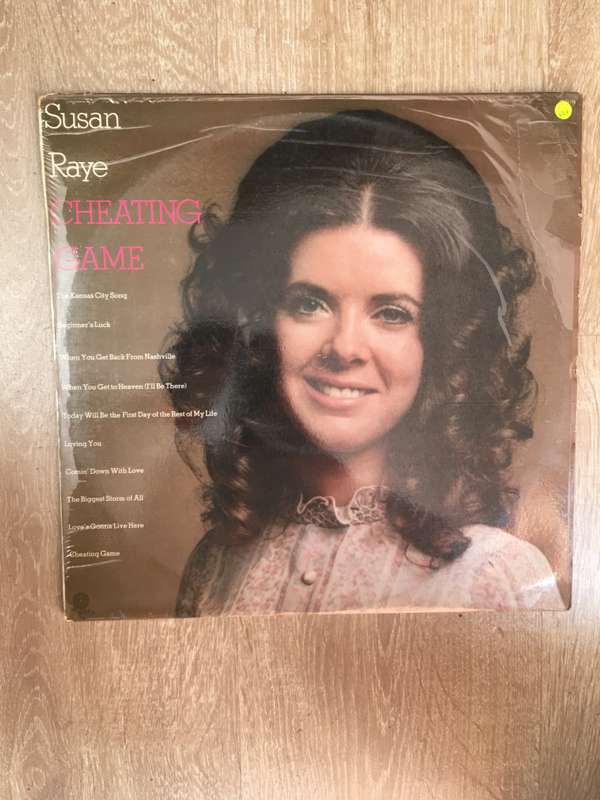 Susan
Raye
CHEATING
GAME
The Kansas City Song
Beginner's Luck
When You Get Back From Nashville
When You Get to Heaven (I'll Be There)
Today Will Be the First Day of the Rest of My Life
Loving You
Comin' Down With Love
The Biggest Storm of All
Love's Gonna Live Here
Cheating Game